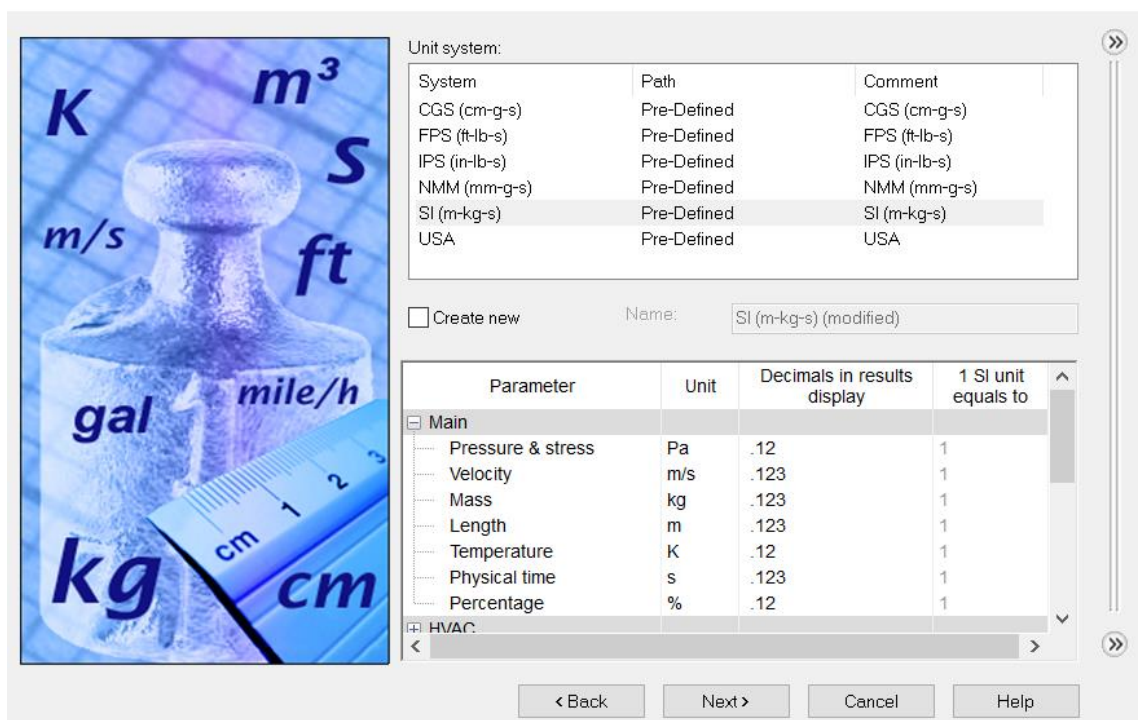 K
m³
s
m/s
ft
gal
mile/h
cm 1 2 3
kg
cm
Unit system:
System Path Comment
CGS (cm-g-s) Pre-Defined CGS (cm-g-s)
FPS (ft-lb-s) Pre-Defined FPS (ft-lb-s)
IPS (in-lb-s) Pre-Defined IPS (in-lb-s)
NMM (mm-g-s) Pre-Defined NMM (mm-g-s)
SI (m-kg-s) Pre-Defined SI (m-kg-s)
USA Pre-Defined USA
Create new Name: SI (m-kg-s) (modified)
Parameter Unit Decimals in results display 1 SI unit equals to
Main
Pressure & stress Pa .12 1
Velocity m/s .123 1
Mass kg .123 1
Length m .123 1
Temperature K .12 1
Physical time s .123 1
Percentage % .12 1
HVAC
< Back Next > Cancel Help